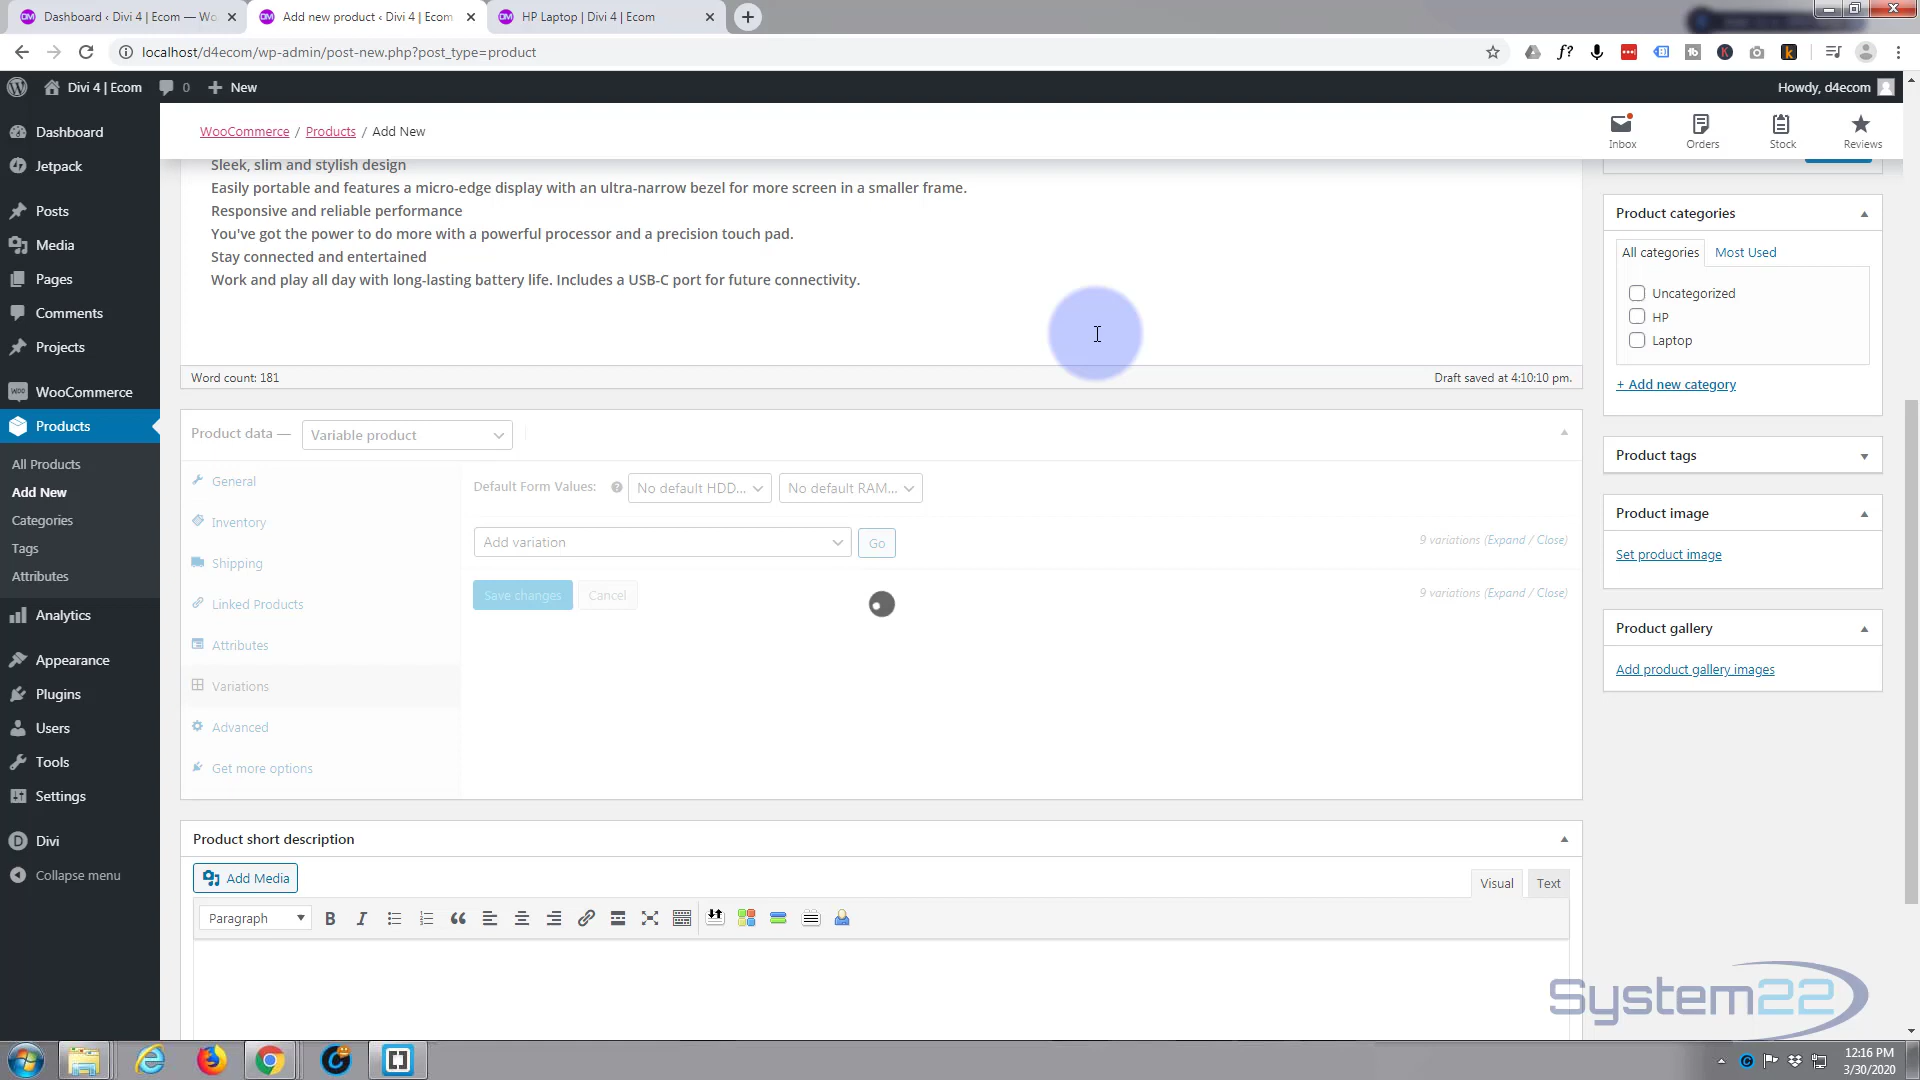 Dashboard ‹ Divi 4 | Ecom — Wo
Add new product ‹ Divi 4 | Ecom
HP Laptop | Divi 4 | Ecom
localhost/d4ecom/wp-admin/post-new.php?post_type=product
Divi 4 | Ecom
0
New
Howdy, d4ecom
WooCommerce / Products / Add New
Inbox
Orders
Stock
Reviews
Dashboard
Jetpack
Posts
Media
Pages
Comments
Projects
WooCommerce
Products
All Products
Add New
Categories
Tags
Attributes
Analytics
Appearance
Plugins
Users
Tools
Settings
Divi
Collapse menu
Sleek, slim and stylish design
Easily portable and features a micro-edge display with an ultra-narrow bezel for more screen in a smaller frame.
Responsive and reliable performance
You've got the power to do more with a powerful processor and a precision touch pad.
Stay connected and entertained
Work and play all day with long-lasting battery life. Includes a USB-C port for future connectivity.
Word count: 181
Draft saved at 4:10:10 pm.
Product data —
Variable product
General
Inventory
Shipping
Linked Products
Attributes
Variations
Advanced
Get more options
Default Form Values:
No default HDD...
No default RAM...
Add variation
Go
9 variations (Expand / Close)
Save changes
Cancel
9 variations (Expand / Close)
Product short description
Add Media
Visual
Text
Paragraph
Product categories
All categories
Most Used
Uncategorized
HP
Laptop
+ Add new category
Product tags
Product image
Set product image
Product gallery
Add product gallery images
System22
12:16 PM
3/30/2020